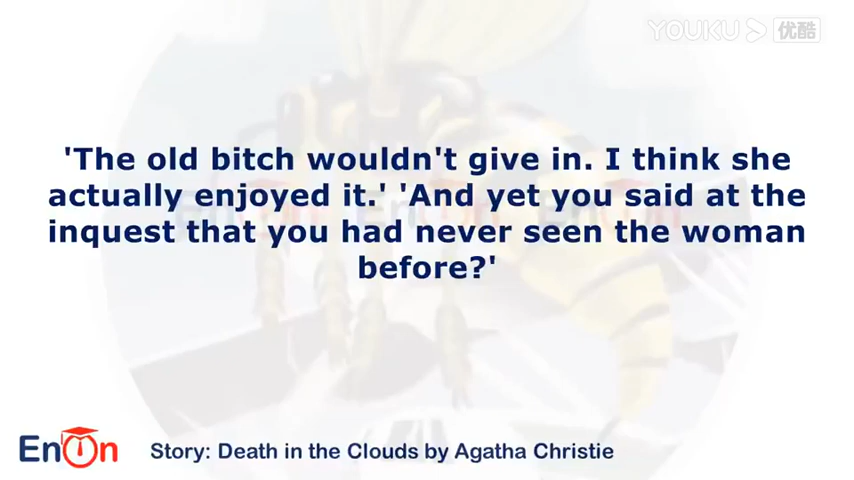 YOUKU 优酷
'The old bitch wouldn't give in. I think she
actually enjoyed it.' 'And yet you said at the
inquest that you had never seen the woman
before?'
EnOn
Story: Death in the Clouds by Agatha Christie